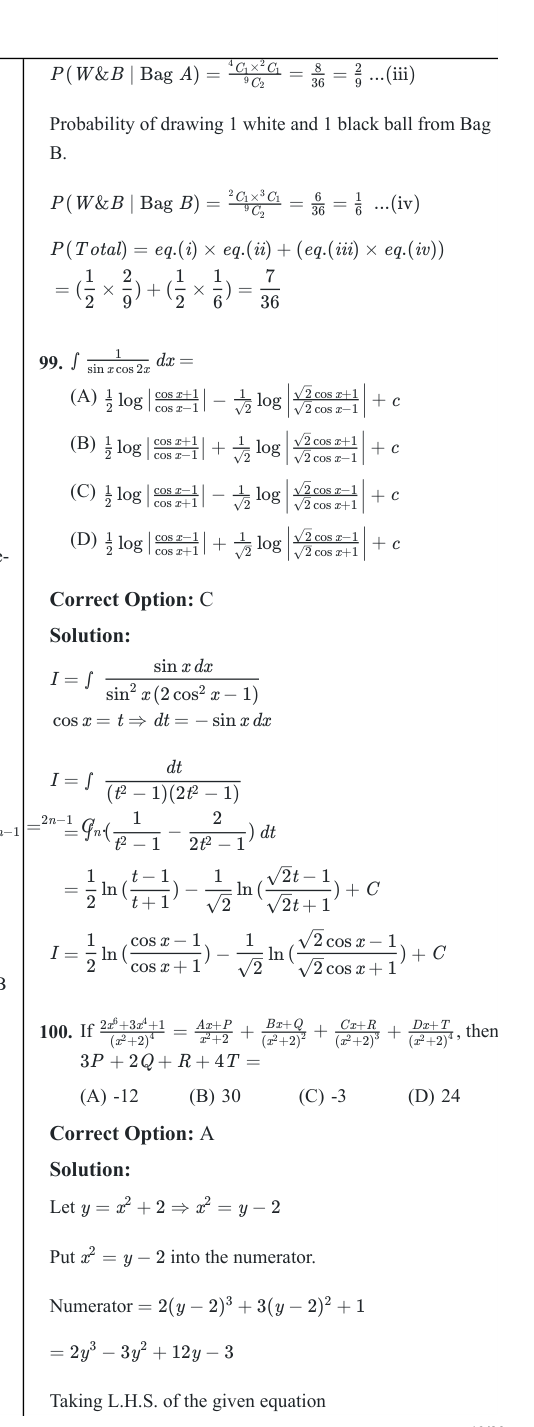 P(W&B | Bag A) = ⁴C₁×²C₁/⁹C₂ = 8/36 = 2/9 ...(iii)
Probability of drawing 1 white and 1 black ball from Bag
B.
P(W&B | Bag B) = ²C₁×³C₁/⁹C₂ = 6/36 = 1/6 ...(iv)
P(Total) = eq.(i) × eq.(ii) + (eq.(iii) × eq.(iv))
= (1/2 × 2/9) + (1/2 × 1/6) = 7/36
99. ∫ 1/(sin x cos 2x) dx =
(A) 1/2 log |(cos x+1)/(cos x−1)| − 1/√2 log |(√2 cos x+1)/(√2 cos x−1)| + c
(B) 1/2 log |(cos x+1)/(cos x−1)| + 1/√2 log |(√2 cos x+1)/(√2 cos x−1)| + c
(C) 1/2 log |(cos x−1)/(cos x+1)| − 1/√2 log |(√2 cos x−1)/(√2 cos x+1)| + c
(D) 1/2 log |(cos x−1)/(cos x+1)| + 1/√2 log |(√2 cos x−1)/(√2 cos x+1)| + c
Correct Option: C
Solution:
I = ∫ sin x dx/(sin² x(2 cos² x − 1))
cos x = t ⇒ dt = − sin x dx
I = ∫ dt/((t² − 1)(2t² − 1))
= ∫ (1/(t² − 1) − 2/(2t² − 1)) dt
= 1/2 ln ((t − 1)/(t + 1)) − 1/√2 ln ((√2t − 1)/(√2t + 1)) + C
I = 1/2 ln ((cos x − 1)/(cos x + 1)) − 1/√2 ln ((√2 cos x − 1)/(√2 cos x + 1)) + C
100. If (2x⁶+3x⁴+1)/(x²+2)⁴ = (Ax+P)/(x²+2) + (Bx+Q)/(x²+2)² + (Cx+R)/(x²+2)³ + (Dx+T)/(x²+2)⁴, then
3P + 2Q + R + 4T =
(A) -12 (B) 30 (C) -3 (D) 24
Correct Option: A
Solution:
Let y = x² + 2 ⇒ x² = y − 2
Put x² = y − 2 into the numerator.
Numerator = 2(y − 2)³ + 3(y − 2)² + 1
= 2y³ − 3y² + 12y − 3
Taking L.H.S. of the given equation